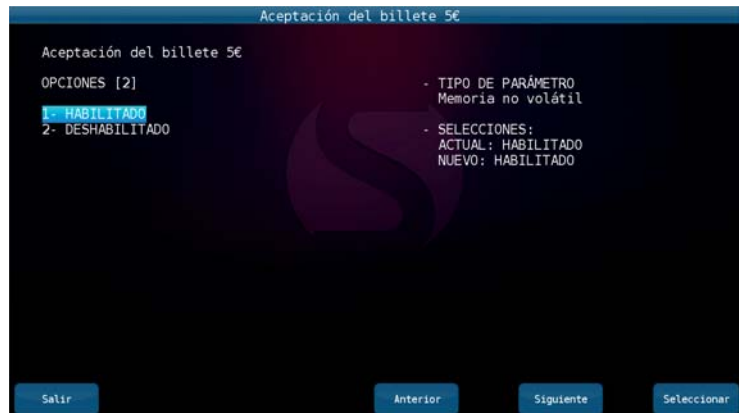 Aceptación del billete 5€
Aceptación del billete 5€
OPCIONES [2]
1- HABILITADO
2- DESHABILITADO
- TIPO DE PARÁMETRO
Memoria no volátil
- SELECCIONES:
ACTUAL: HABILITADO
NUEVO: HABILITADO
Salir
Anterior
Siguiente
Seleccionar